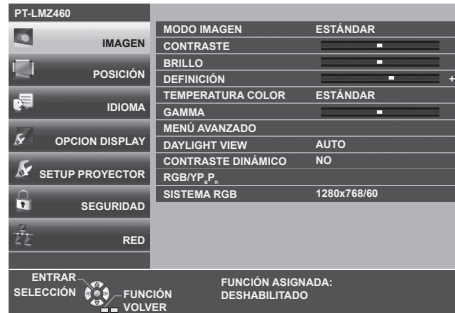 PT-LMZ460
IMAGEN
POSICIÓN
IDIOMA
OPCION DISPLAY
SETUP PROYECTOR
SEGURIDAD
RED
MODO IMAGEN ESTÁNDAR
CONTRASTE
BRILLO
DEFINICIÓN +
TEMPERATURA COLOR ESTÁNDAR
GAMMA
MENÚ AVANZADO
DAYLIGHT VIEW AUTO
CONTRASTE DINÁMICO NO
RGB/YPBPR
SISTEMA RGB 1280x768/60
ENTRAR
SELECCIÓN
FUNCIÓN
VOLVER
FUNCIÓN ASIGNADA:
DESHABILITADO